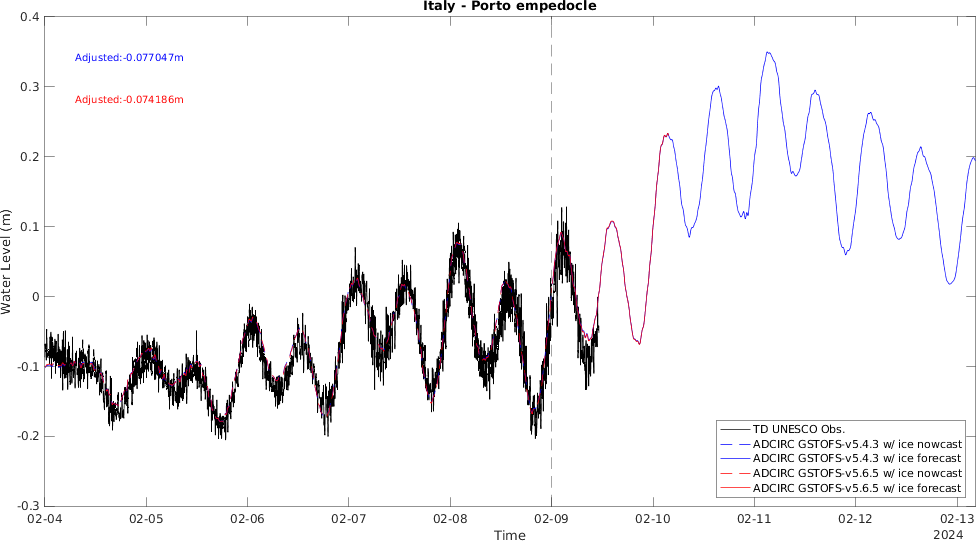 Italy - Porto empedocle
0.4
0.3
0.2
0.1
0
-0.1
-0.2
-0.3
Water Level (m)
Adjusted:-0.077047m
Adjusted:-0.074186m
TD UNESCO Obs.
ADCIRC GSTOFS-v5.4.3 w/ ice nowcast
ADCIRC GSTOFS-v5.4.3 w/ ice forecast
ADCIRC GSTOFS-v5.6.5 w/ ice nowcast
ADCIRC GSTOFS-v5.6.5 w/ ice forecast
02-04 02-05 02-06 02-07 02-08 02-09 02-10 02-11 02-12 02-13
Time
2024